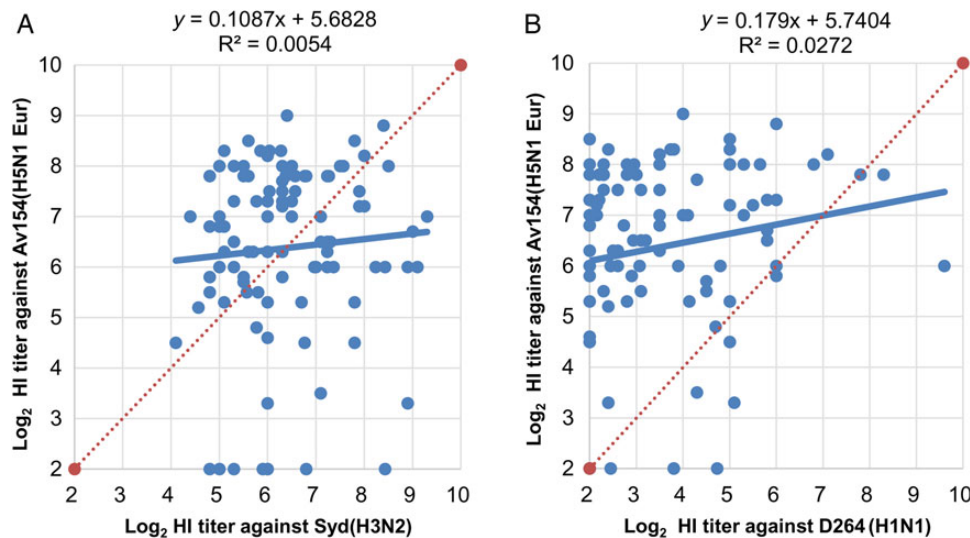 A
y = 0.1087x + 5.6828
R² = 0.0054
Log₂ HI titer against Av154(H5N1 Eur)
10
9
8
7
6
5
4
3
2
2 3 4 5 6 7 8 9 10
Log₂ HI titer against Syd(H3N2)
B
y = 0.179x + 5.7404
R² = 0.0272
Log₂ HI titer against Av154(H5N1 Eur)
10
9
8
7
6
5
4
3
2
2 3 4 5 6 7 8 9 10
Log₂ HI titer against D264 (H1N1)